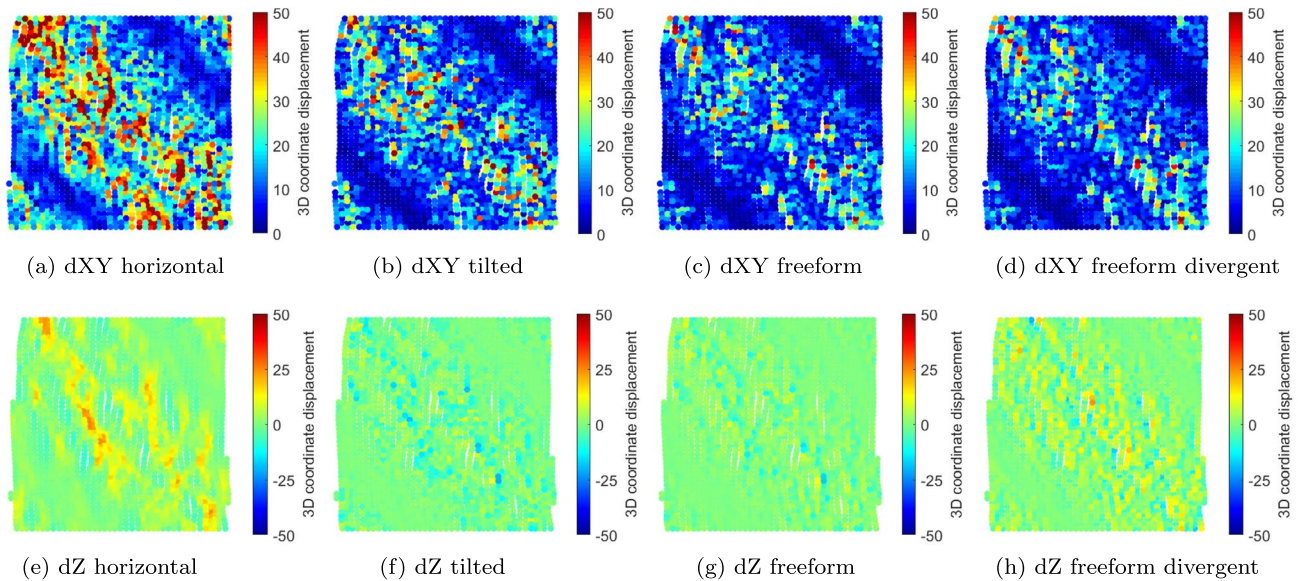 50
40
30
20
10
0
3D coordinate displacement
50
40
30
20
10
0
3D coordinate displacement
50
40
30
20
10
0
3D coordinate displacement
50
40
30
20
10
0
3D coordinate displacement
(a) dXY horizontal
(b) dXY tilted
(c) dXY freeform
(d) dXY freeform divergent
50
25
0
-25
-50
3D coordinate displacement
50
25
0
-25
-50
3D coordinate displacement
50
25
0
-25
-50
3D coordinate displacement
50
25
0
-25
-50
3D coordinate displacement
(e) dZ horizontal
(f) dZ tilted
(g) dZ freeform
(h) dZ freeform divergent